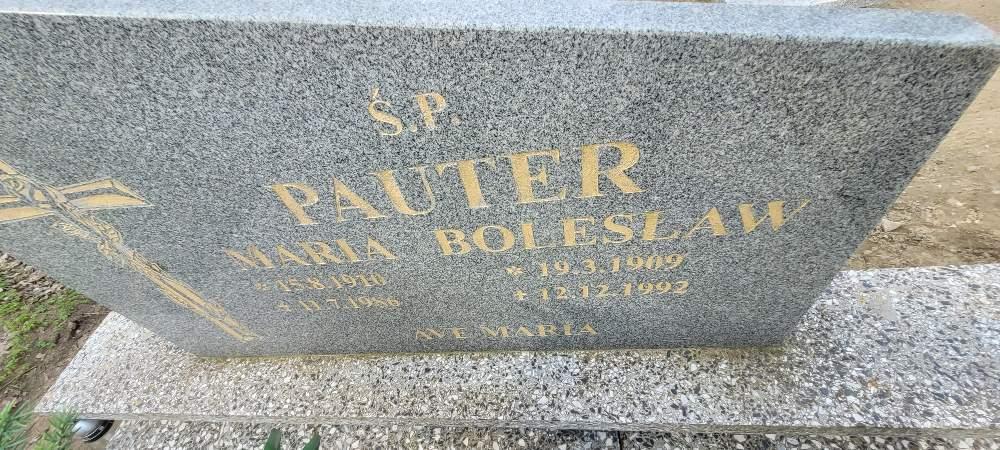 Ś.P.
PAUTER
MARIA BOLESŁAW
* 15.8.1910 * 19.3.1909
+ 11.7.1986 + 12.12.1992
AVE MARIA